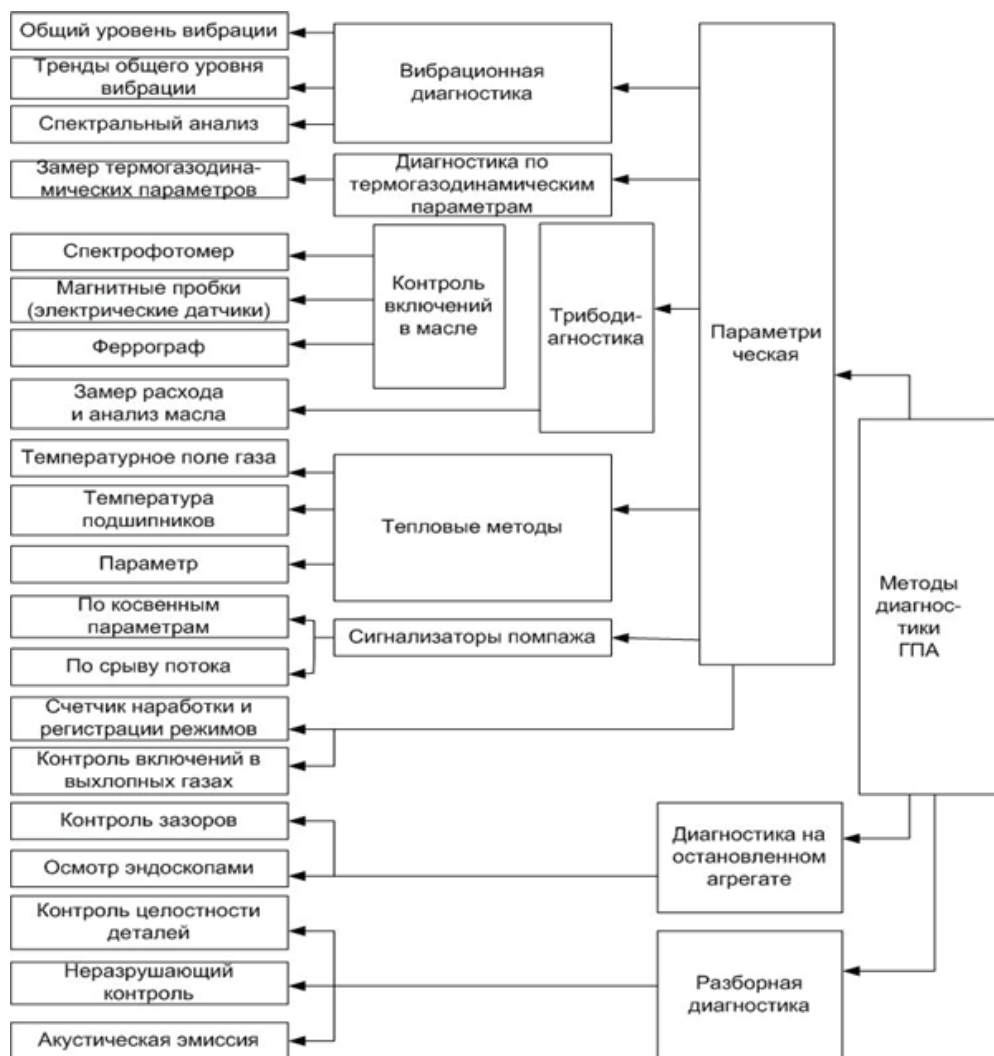 Общий уровень вибрации
Тренды общего уровня
вибрации
Спектральный анализ
Замер термогазодина-
мических параметров
Спектрофотомер
Магнитные пробки
(электрические датчики)
Феррограф
Замер расхода
и анализ масла
Температурное поле газа
Температура
подшипников
Параметр
По косвенным
параметрам
По срыву потока
Счетчик наработки и
регистрации режимов
Контроль включений в
выхлопных газах
Контроль зазоров
Осмотр эндоскопами
Контроль целостности
деталей
Неразрушающий
контроль
Акустическая эмиссия
Вибрационная
диагностика
Диагностика по
термогазодинамическим
параметрам
Контроль
включений
в масле
Трибоди-
агностика
Тепловые методы
Сигнализаторы помпажа
Параметри
ческая
Диагностика на
остановленном
агрегате
Разборная
диагностика
Методы
диагнос-
тики
ГПА